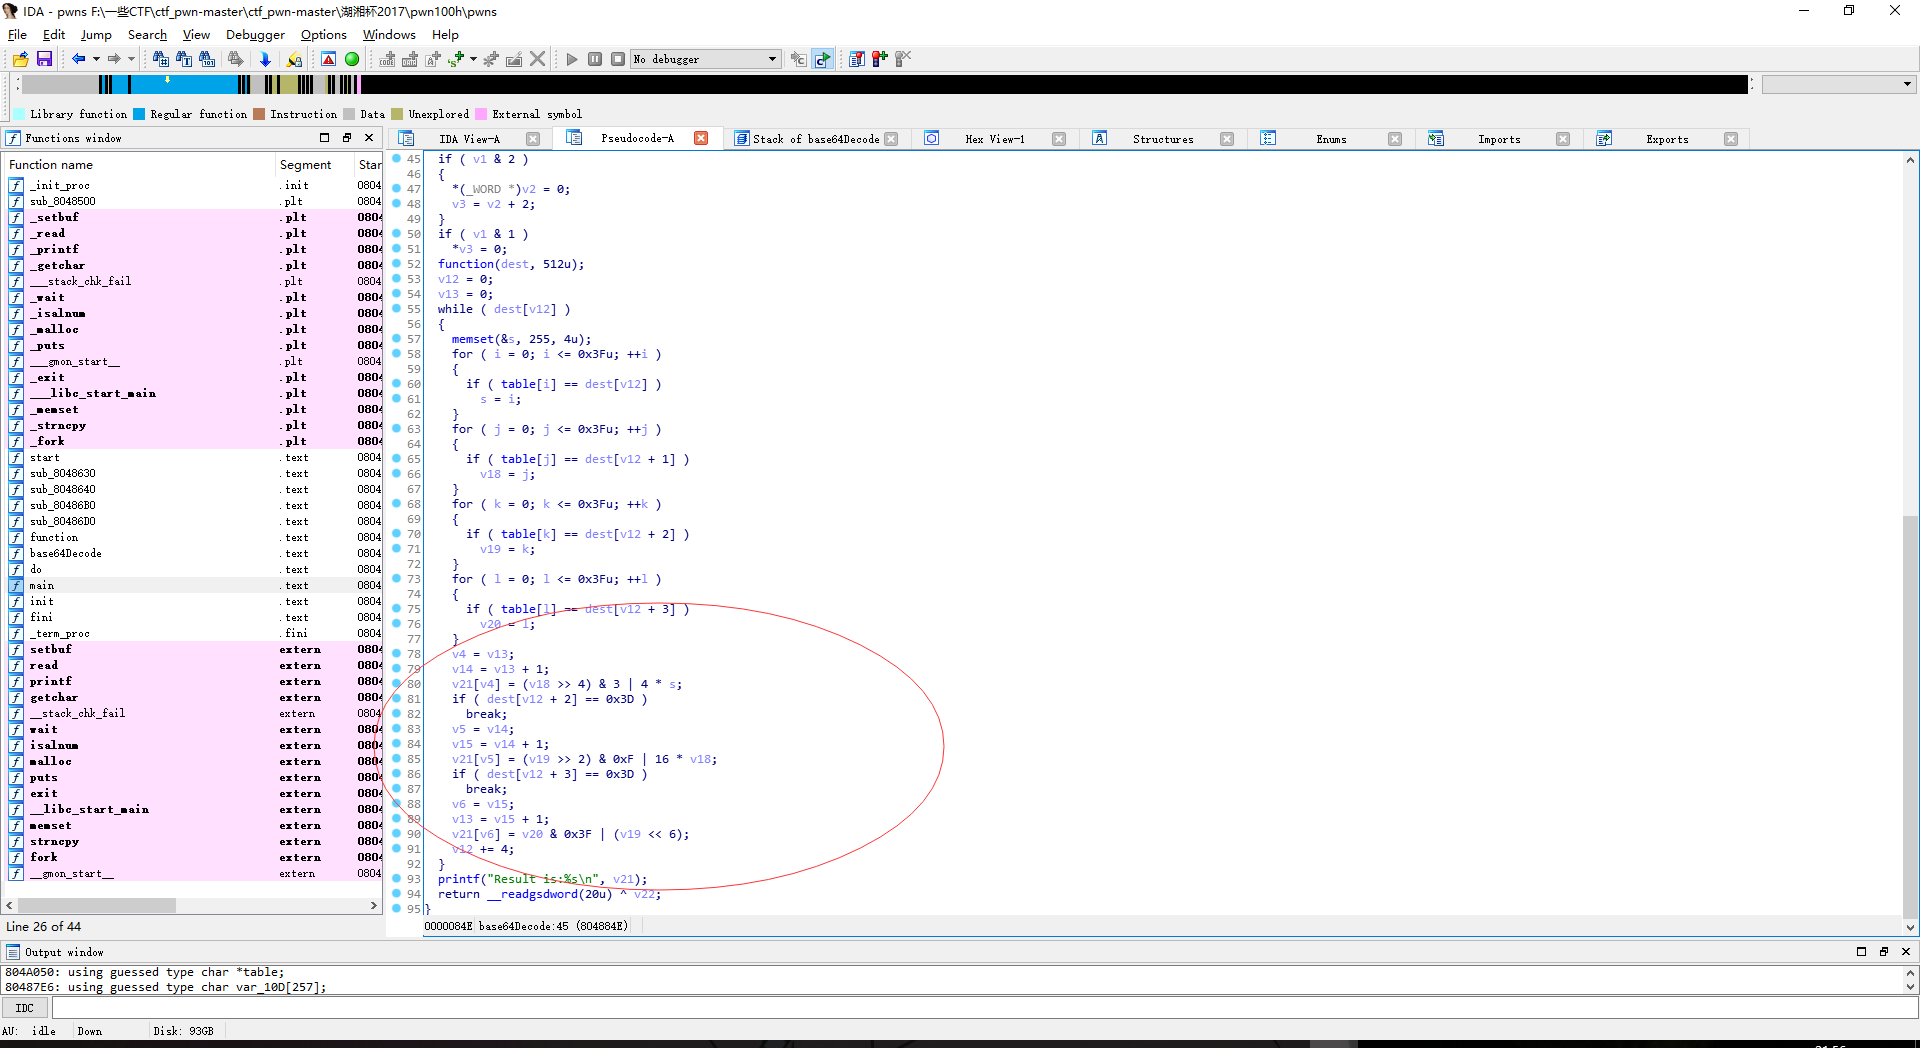 IDA - pwns F:\一些CTF\ctf_pwn-master\ctf_pwn-master\湖湘杯2017\pwn100h\pwns
File Edit Jump Search View Debugger Options Windows Help
No debugger
Library function Regular function Instruction Data Unexplored External symbol
Functions window
IDA View-A Pseudocode-A Stack of base64Decode Hex View-1 Structures Enums Imports Exports
Function name Segment Star
_init_proc .init 0804
sub_8048500 .plt 0804
_setbuf .plt 0804
_read .plt 0804
_printf .plt 0804
_getchar .plt 0804
___stack_chk_fail .plt 0804
_wait .plt 0804
_isalnum .plt 0804
_malloc .plt 0804
_puts .plt 0804
___gmon_start__ .plt 0804
_exit .plt 0804
___libc_start_main .plt 0804
_memset .plt 0804
_strncpy .plt 0804
_fork .plt 0804
start .text 0804
sub_8048630 .text 0804
sub_8048640 .text 0804
sub_80486B0 .text 0804
sub_80486D0 .text 0804
function .text 0804
base64Decode .text 0804
do .text 0804
main .text 0804
init .text 0804
fini .text 0804
_term_proc .fini 0804
setbuf extern 0804
read extern 0804
printf extern 0804
getchar extern 0804
__stack_chk_fail extern 0804
wait extern 0804
isalnum extern 0804
malloc extern 0804
puts extern 0804
exit extern 0804
__libc_start_main extern 0804
memset extern 0804
strncpy extern 0804
fork extern 0804
__gmon_start__ extern 0804
Line 26 of 44
45 if ( v1 & 2 )
46 {
47 *(_WORD *)v2 = 0;
48 v3 = v2 + 2;
49 }
50 if ( v1 & 1 )
51 *v3 = 0;
52 function(dest, 512u);
53 v12 = 0;
54 v13 = 0;
55 while ( dest[v12] )
56 {
57 memset(&s, 255, 4u);
58 for ( i = 0; i <= 0x3Fu; ++i )
59 {
60 if ( table[i] == dest[v12] )
61 s = i;
62 }
63 for ( j = 0; j <= 0x3Fu; ++j )
64 {
65 if ( table[j] == dest[v12 + 1] )
66 v18 = j;
67 }
68 for ( k = 0; k <= 0x3Fu; ++k )
69 {
70 if ( table[k] == dest[v12 + 2] )
71 v19 = k;
72 }
73 for ( l = 0; l <= 0x3Fu; ++l )
74 {
75 if ( table[l] == dest[v12 + 3] )
76 v20 = l;
77 }
78 v4 = v13;
79 v14 = v13 + 1;
80 v21[v4] = (v18 >> 4) & 3 | 4 * s;
81 if ( dest[v12 + 2] == 0x3D )
82 break;
83 v5 = v14;
84 v15 = v14 + 1;
85 v21[v5] = (v19 >> 2) & 0xF | 16 * v18;
86 if ( dest[v12 + 3] == 0x3D )
87 break;
88 v6 = v15;
89 v13 = v15 + 1;
90 v21[v6] = v20 & 0x3F | (v19 << 6);
91 v12 += 4;
92 }
93 printf("Result is:%s\n", v21);
94 return __readgsdword(20u) ^ v22;
95 }
0000084E base64Decode:45 (804884E)
Output window
804A050: using guessed type char *table;
80487E6: using guessed type char var_10D[257];
IDC
AU: idle Down Disk: 93GB